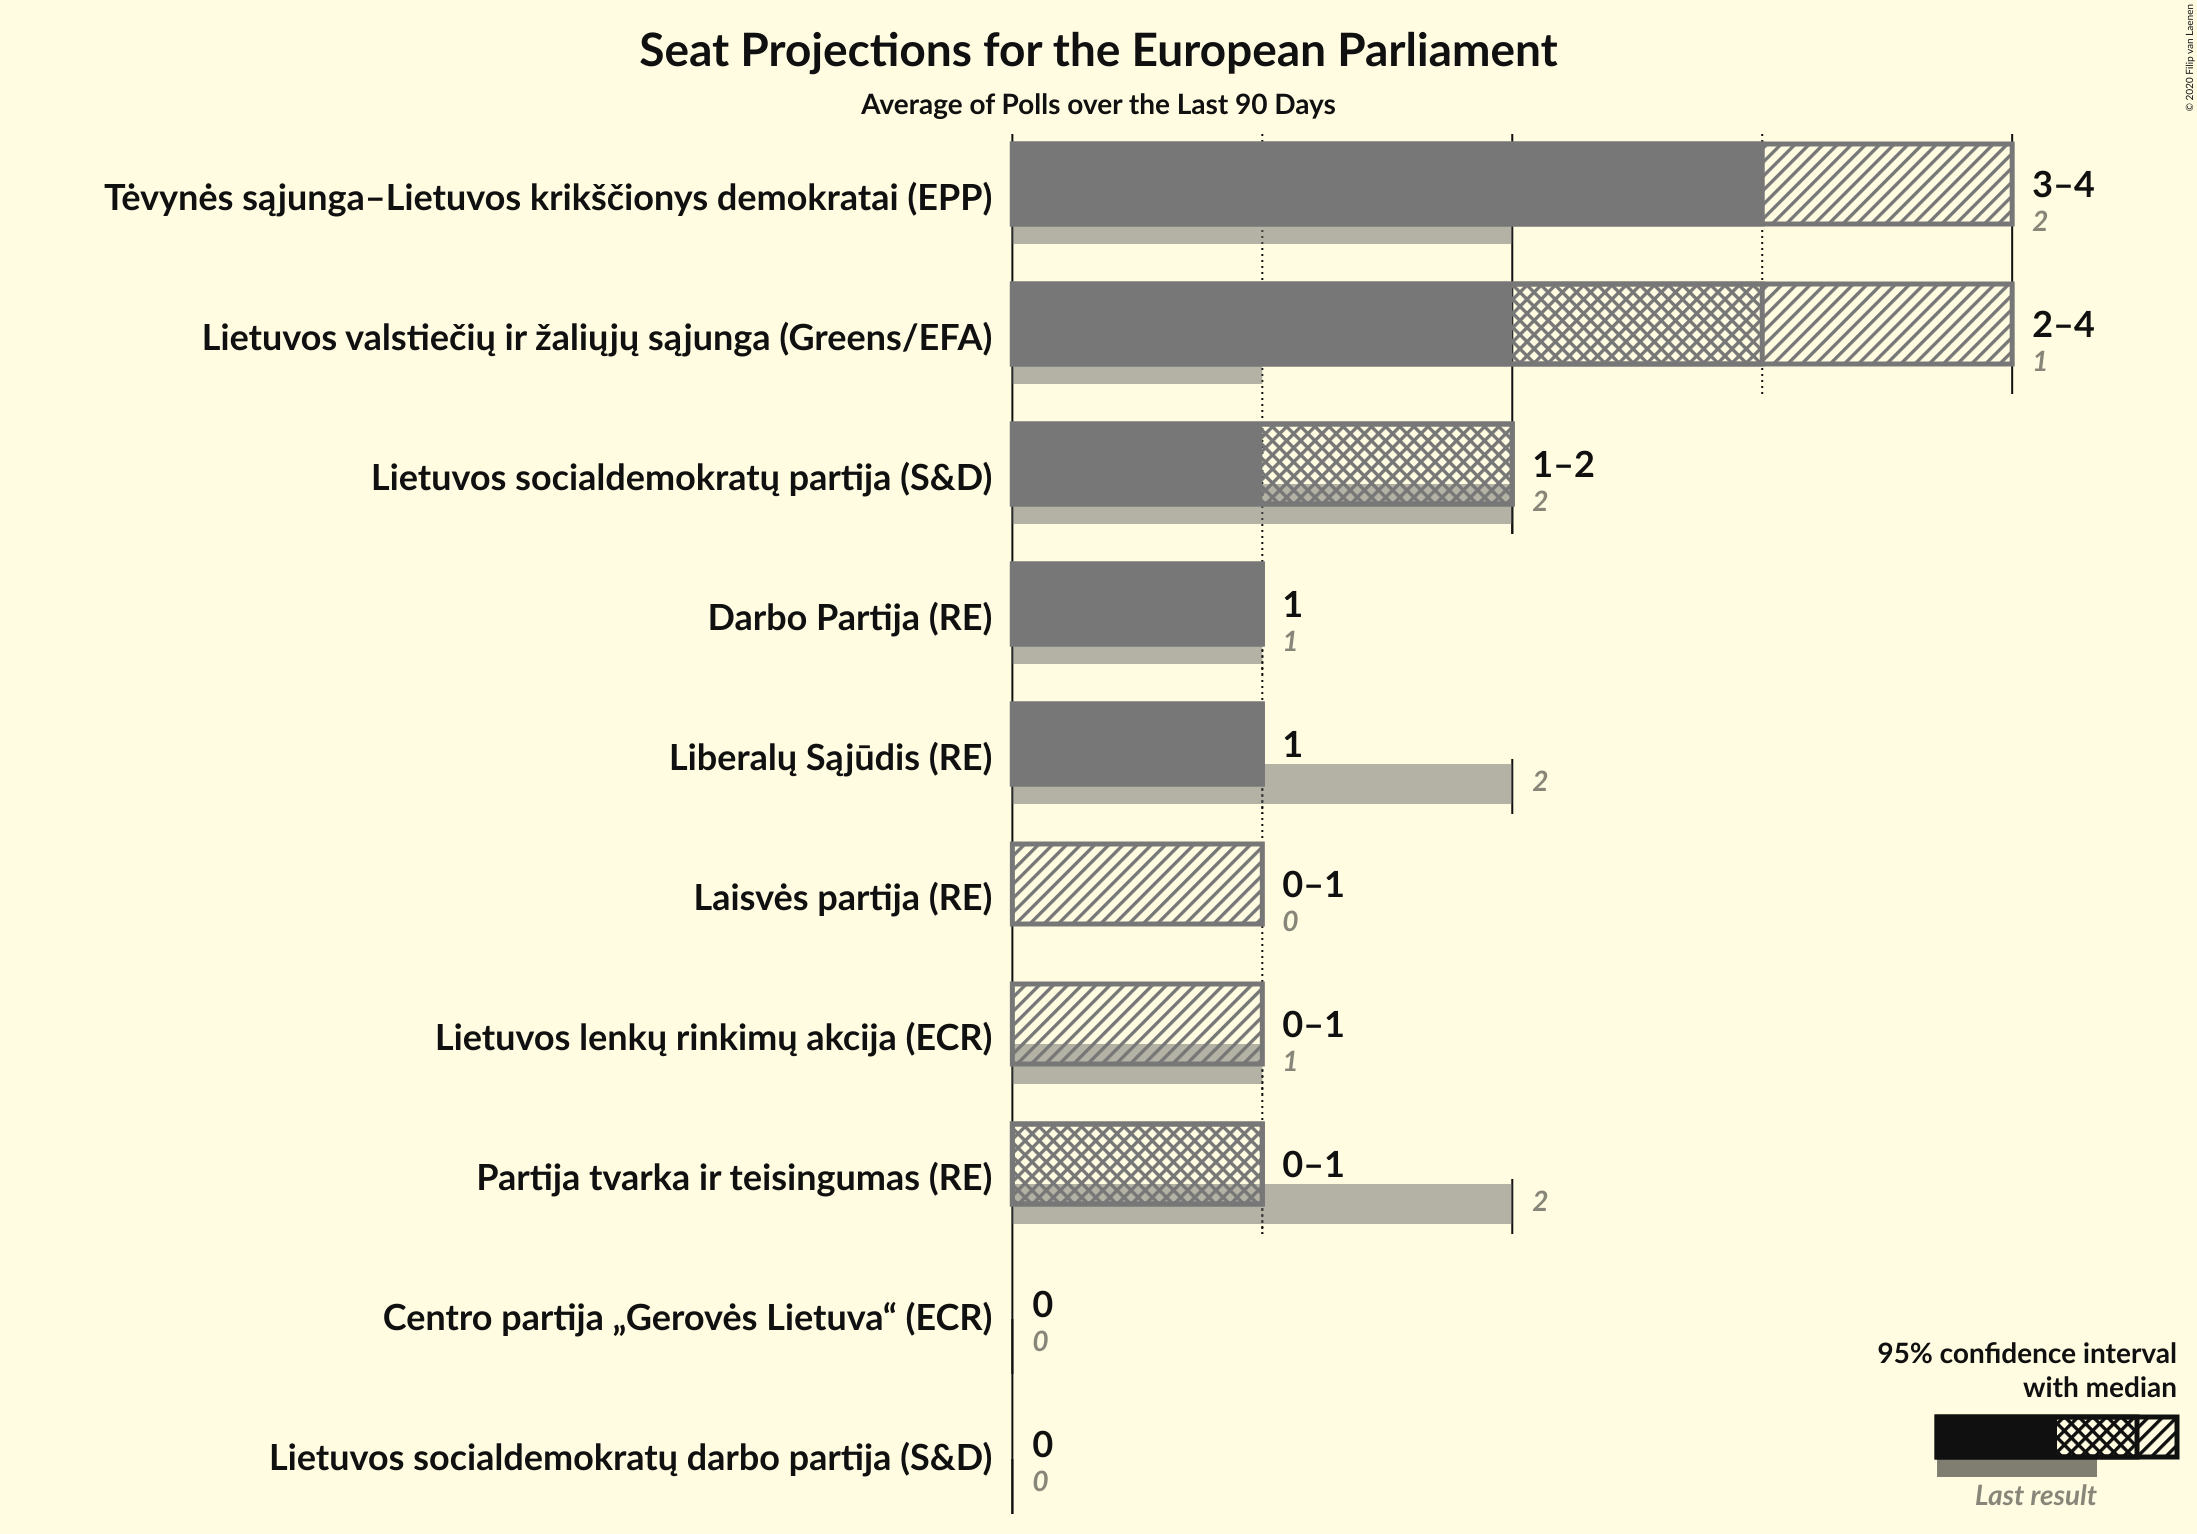 Seat Projections for the European Parliament
Average of Polls over the Last 90 Days
© 2020 Filip van Laenen
Tėvynės sąjunga–Lietuvos krikščionys demokratai (EPP)
3–4
2
Lietuvos valstiečių ir žaliųjų sąjunga (Greens/EFA)
2–4
1
Lietuvos socialdemokratų partija (S&D)
1–2
2
Darbo Partija (RE)
1
1
Liberalų Sąjūdis (RE)
1
2
Laisvės partija (RE)
0–1
0
Lietuvos lenkų rinkimų akcija (ECR)
0–1
1
Partija tvarka ir teisingumas (RE)
0–1
2
Centro partija „Gerovės Lietuva“ (ECR)
0
0
Lietuvos socialdemokratų darbo partija (S&D)
0
0
95% confidence interval
with median
Last result